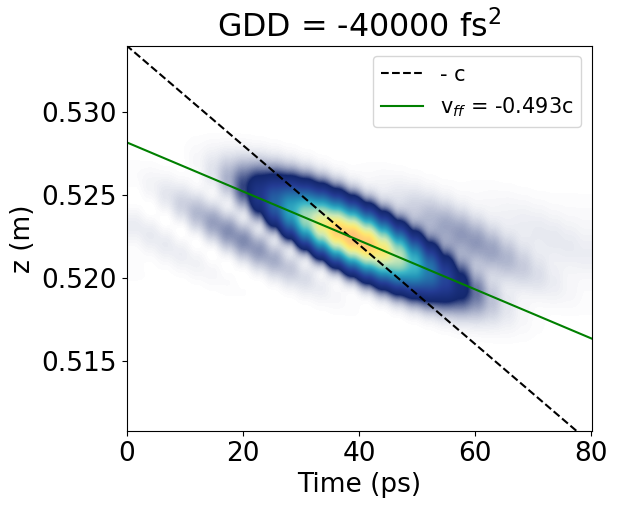 GDD = -40000 fs²
- c
v_ff = -0.493c
0.530
0.525
0.520
0.515
z (m)
0 20 40 60 80
Time (ps)